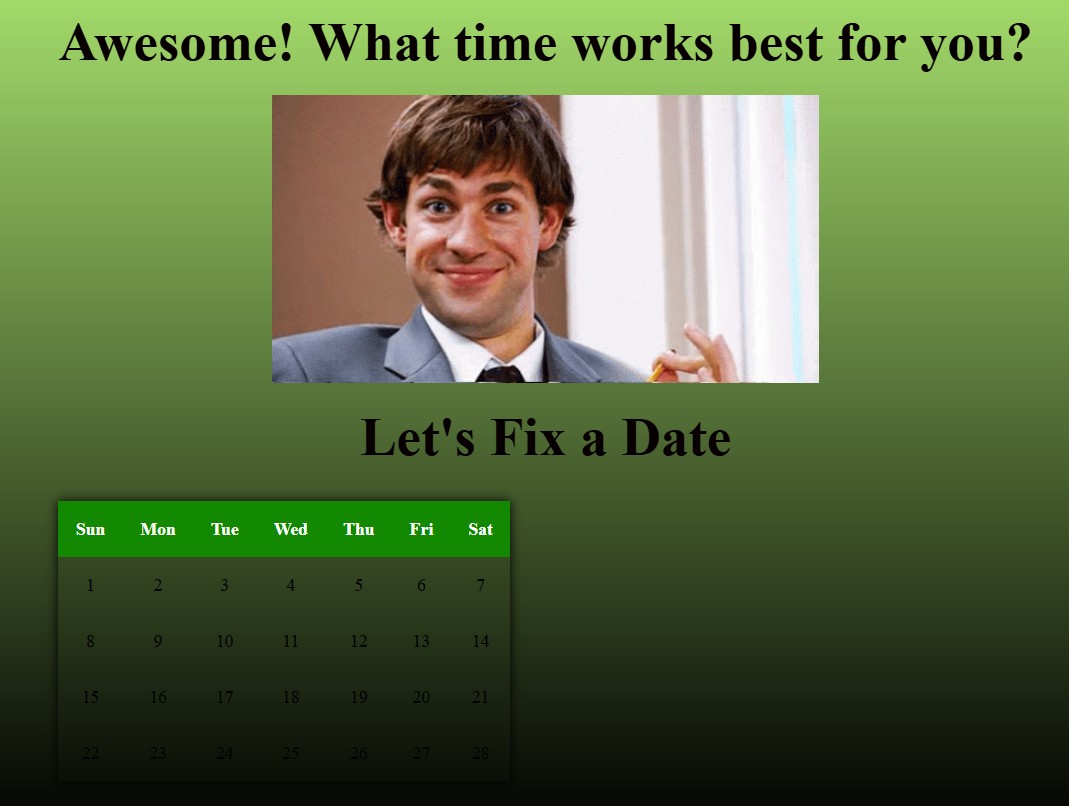 Awesome! What time works best for you?
Let's Fix a Date
Sun Mon Tue Wed Thu Fri Sat
1 2 3 4 5 6 7
8 9 10 11 12 13 14
15 16 17 18 19 20 21
22 23 24 25 26 27 28